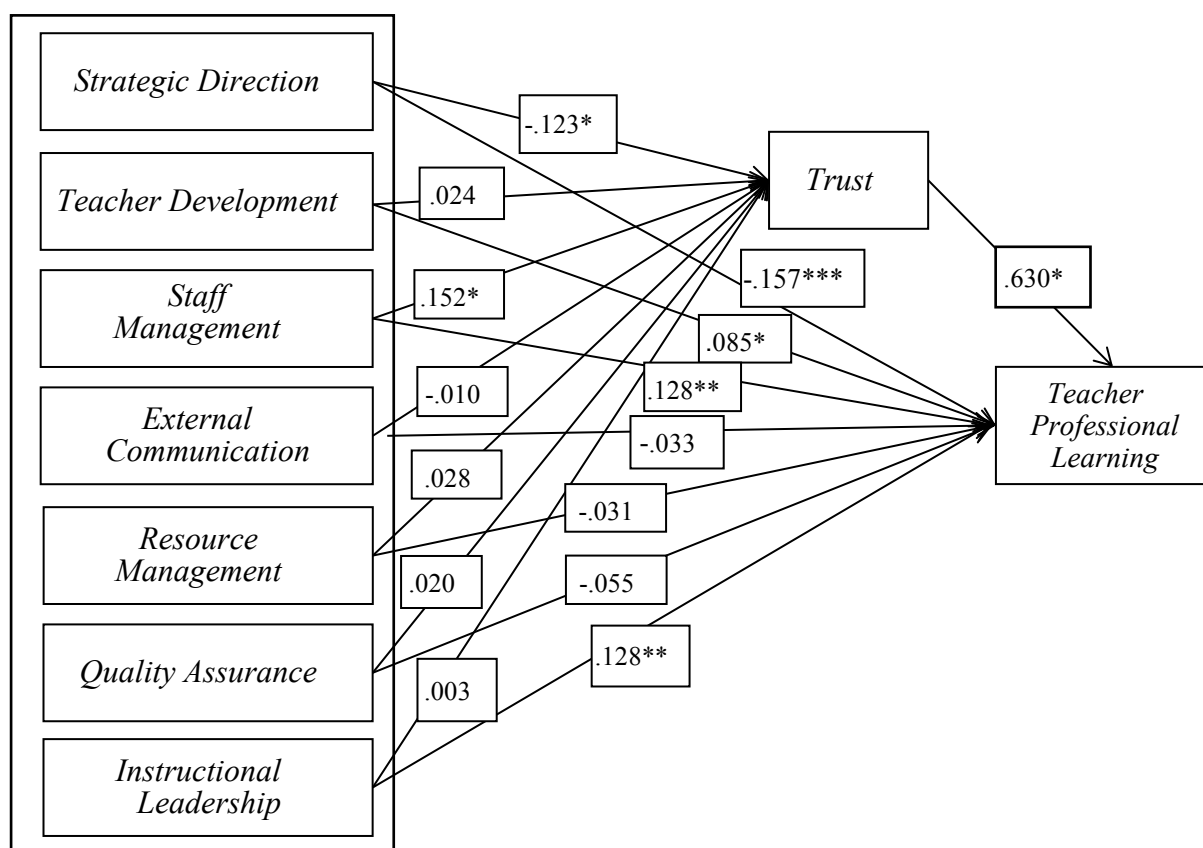 Strategic Direction
-.123*
Teacher Development
.024
Trust
Staff
Management
.152*
-.157***
.630*
.085*
.128**
External
Communication
-.010
-.033
Teacher
Professional
Learning
.028
Resource
Management
-.031
.020
-.055
Quality Assurance
.003
.128**
Instructional
Leadership